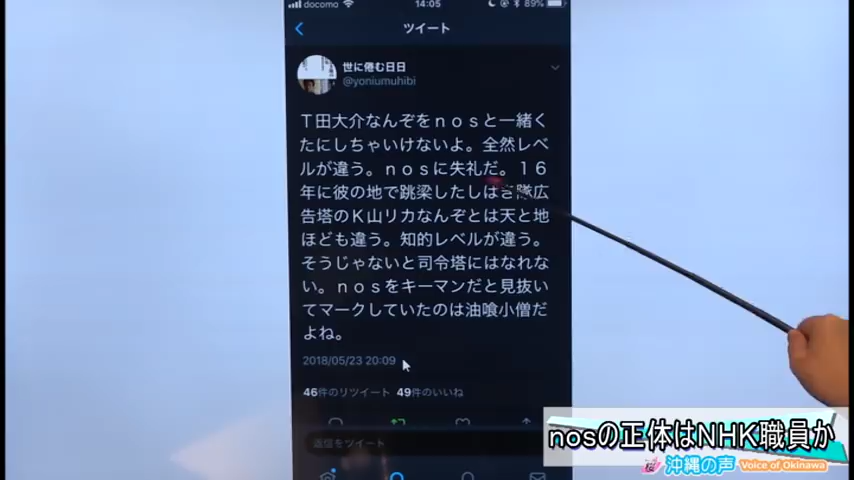 docomo 14:05 89%
ツイート
世に倦む日日
@yoniumuhibi
Ｔ田大介なんぞをｎｏｓと一緒く
たにしちゃいけないよ。全然レベ
ルが違う。ｎｏｓに失礼だ。１６
年に彼の地で跳梁したしばき隊広
告塔のＫ山リカなんぞとは天と地
ほども違う。知的レベルが違う。
そうじゃないと司令塔にはなれな
い。ｎｏｓをキーマンだと見抜い
てマークしていたのは油喰小僧だ
よね。
2018/05/23 20:09
46件のリツイート 49件のいいね
返信をツイート
nosの正体はNHK職員か
沖縄の声 Voice of Okinawa